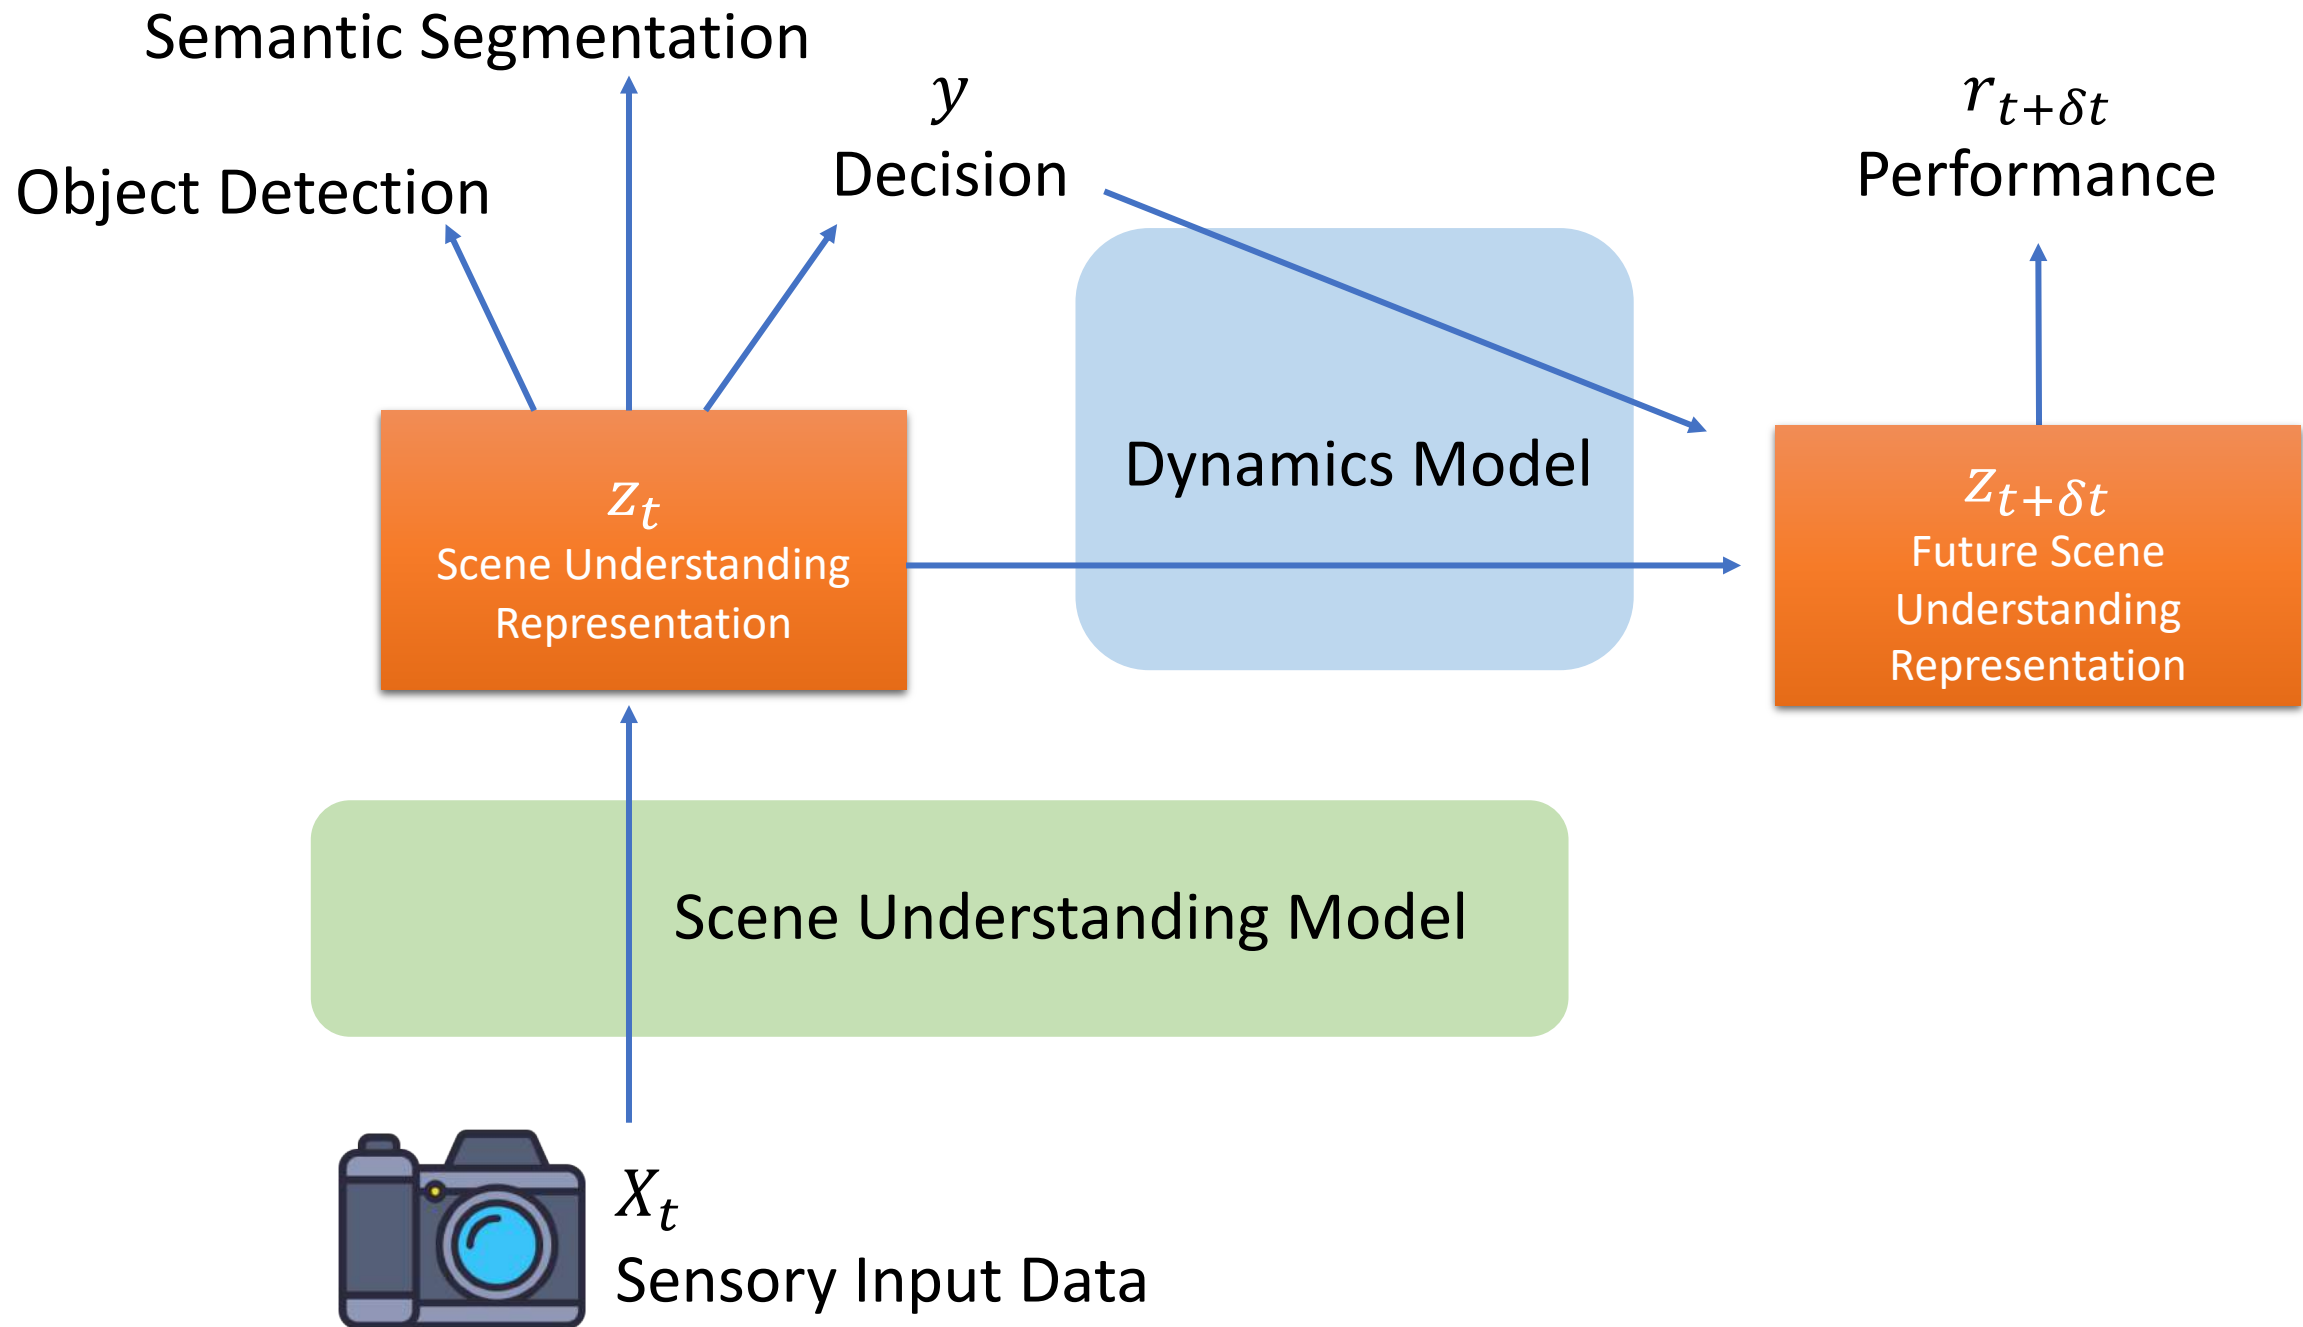 Semantic Segmentation
Object Detection
y
Decision
r_{t+δt}
Performance
z_t
Scene Understanding
Representation
Dynamics Model
z_{t+δt}
Future Scene
Understanding
Representation
Scene Understanding Model
X_t
Sensory Input Data